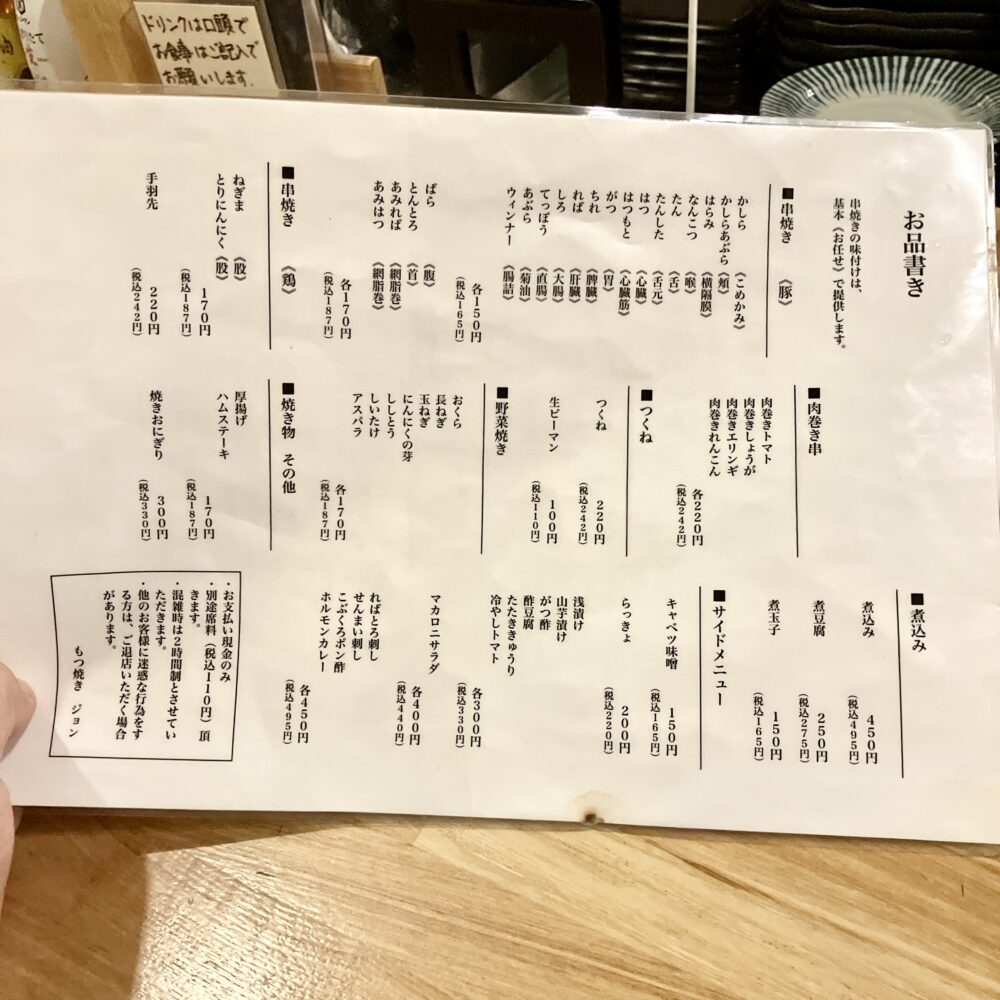 ドリンクは口頭で
お食事はご記入で
お願いします。
お品書き
串焼きの味付けは、
基本《お任せ》で提供します。
■串焼き 《豚》
かしら 《こめかみ》
かしらあぶら 《頬》
はらみ 《横隔膜》
なんこつ 《喉》
たん 《舌》
たんした 《舌元》
はつ 《心臓》
はつもと 《心臓筋》
がつ 《胃》
ちれ 《脾臓》
ればー 《肝臓》
しろ 《大腸》
てっぽう 《直腸》
あぶら 《菊油》
ウィンナー 《腸詰》
各150円
(税込165円)
ばら 《腹》
とんとろ 《首》
あみれば 《網脂巻》
あみはつ 《網脂巻》
各170円
(税込187円)
■串焼き 《鶏》
ねぎま 《股》
とりにんにく 《股》
170円
(税込187円)
手羽先 220円
(税込242円)
■肉巻き串
肉巻きトマト
肉巻きしょうが
肉巻きエリンギ
肉巻きれんこん
各220円
(税込242円)
■つくね
つくね 220円
(税込242円)
生ピーマン 100円
(税込110円)
■野菜焼き
おくら
長ねぎ
玉ねぎ
にんにくの芽
ししとう
しいたけ
アスパラ
各170円
(税込187円)
■焼き物 その他
厚揚げ
ハムステーキ
170円
(税込187円)
焼きおにぎり 300円
(税込330円)
■煮込み
煮込み 450円
(税込495円)
煮豆腐 250円
(税込275円)
煮玉子 150円
(税込165円)
■サイドメニュー
キャベツ味噌 150円
(税込165円)
らっきょ 200円
(税込220円)
浅漬け
山芋漬け
がつ酢
酢豆腐
たたききゅうり
冷やしトマト
各300円
(税込330円)
マカロニサラダ 各400円
(税込440円)
ればとろ刺し
せんまい刺し
こぶくろポン酢
ホルモンカレー
各450円
(税込495円)
・お支払い現金のみ
・別途席料(税込110円)頂
きます。
・混雑時は2時間制とさせてい
ただきます。
・他のお客様に迷惑な行為をす
る方は、ご退店いただく場合
があります。
もつ焼き ジョン